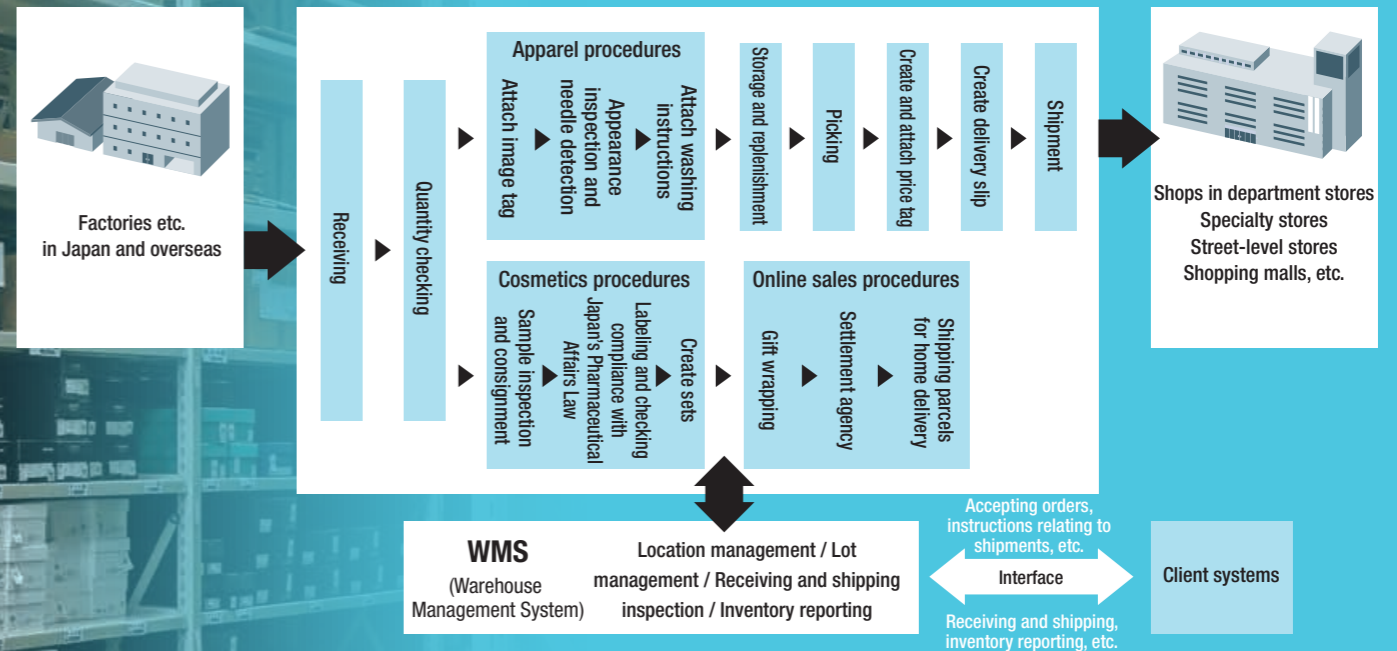 Factories etc.
in Japan and overseas
Receiving
Quantity checking
Apparel procedures
Attach image tag
Appearance
inspection and
needle detection
Attach washing
instructions
Storage and replenishment
Picking
Create and attach price tag
Create delivery slip
Shipment
Cosmetics procedures
Sample inspection
and consignment
Labeling and checking
compliance with
Japan's Pharmaceutical
Affairs Law
Create sets
Online sales procedures
Gift wrapping
Settlement agency
Shipping parcels
for home delivery
Shops in department stores
Specialty stores
Street-level stores
Shopping malls, etc.
WMS
(Warehouse
Management System)
Location management / Lot
management / Receiving and shipping
inspection / Inventory reporting
Accepting orders,
instructions relating to
shipments, etc.
Interface
Receiving and shipping,
inventory reporting, etc.
Client systems